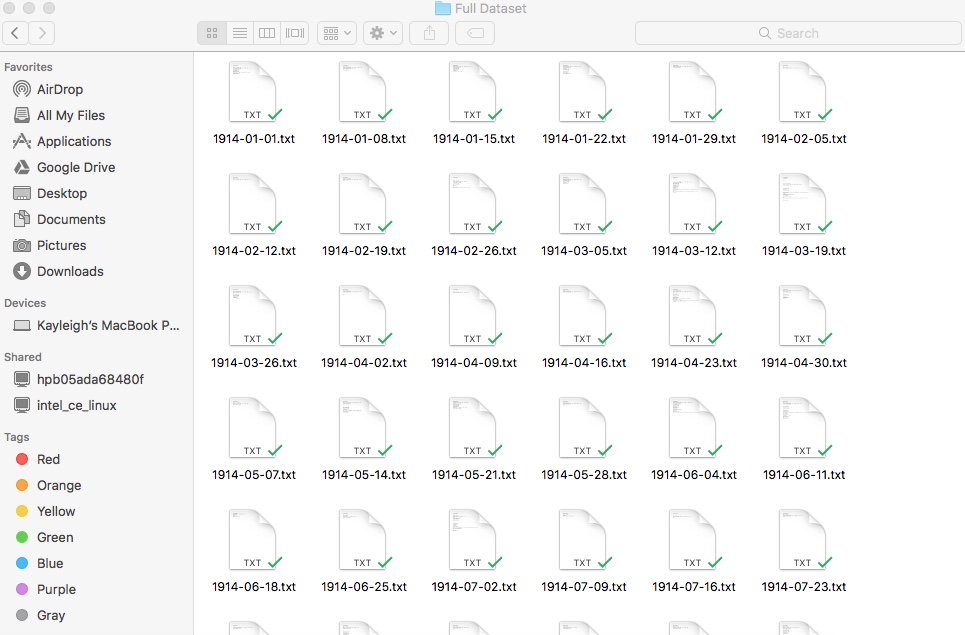 Full Dataset
Search
Favorites
AirDrop
All My Files
Applications
Google Drive
Desktop
Documents
Pictures
Downloads
Devices
Kayleigh's MacBook P...
Shared
hpb05ada68480f
intel_ce_linux
Tags
Red
Orange
Yellow
Green
Blue
Purple
Gray
TXT TXT TXT TXT TXT TXT
1914-01-01.txt 1914-01-08.txt 1914-01-15.txt 1914-01-22.txt 1914-01-29.txt 1914-02-05.txt
TXT TXT TXT TXT TXT TXT
1914-02-12.txt 1914-02-19.txt 1914-02-26.txt 1914-03-05.txt 1914-03-12.txt 1914-03-19.txt
TXT TXT TXT TXT TXT TXT
1914-03-26.txt 1914-04-02.txt 1914-04-09.txt 1914-04-16.txt 1914-04-23.txt 1914-04-30.txt
TXT TXT TXT TXT TXT TXT
1914-05-07.txt 1914-05-14.txt 1914-05-21.txt 1914-05-28.txt 1914-06-04.txt 1914-06-11.txt
TXT TXT TXT TXT TXT TXT
1914-06-18.txt 1914-06-25.txt 1914-07-02.txt 1914-07-09.txt 1914-07-16.txt 1914-07-23.txt